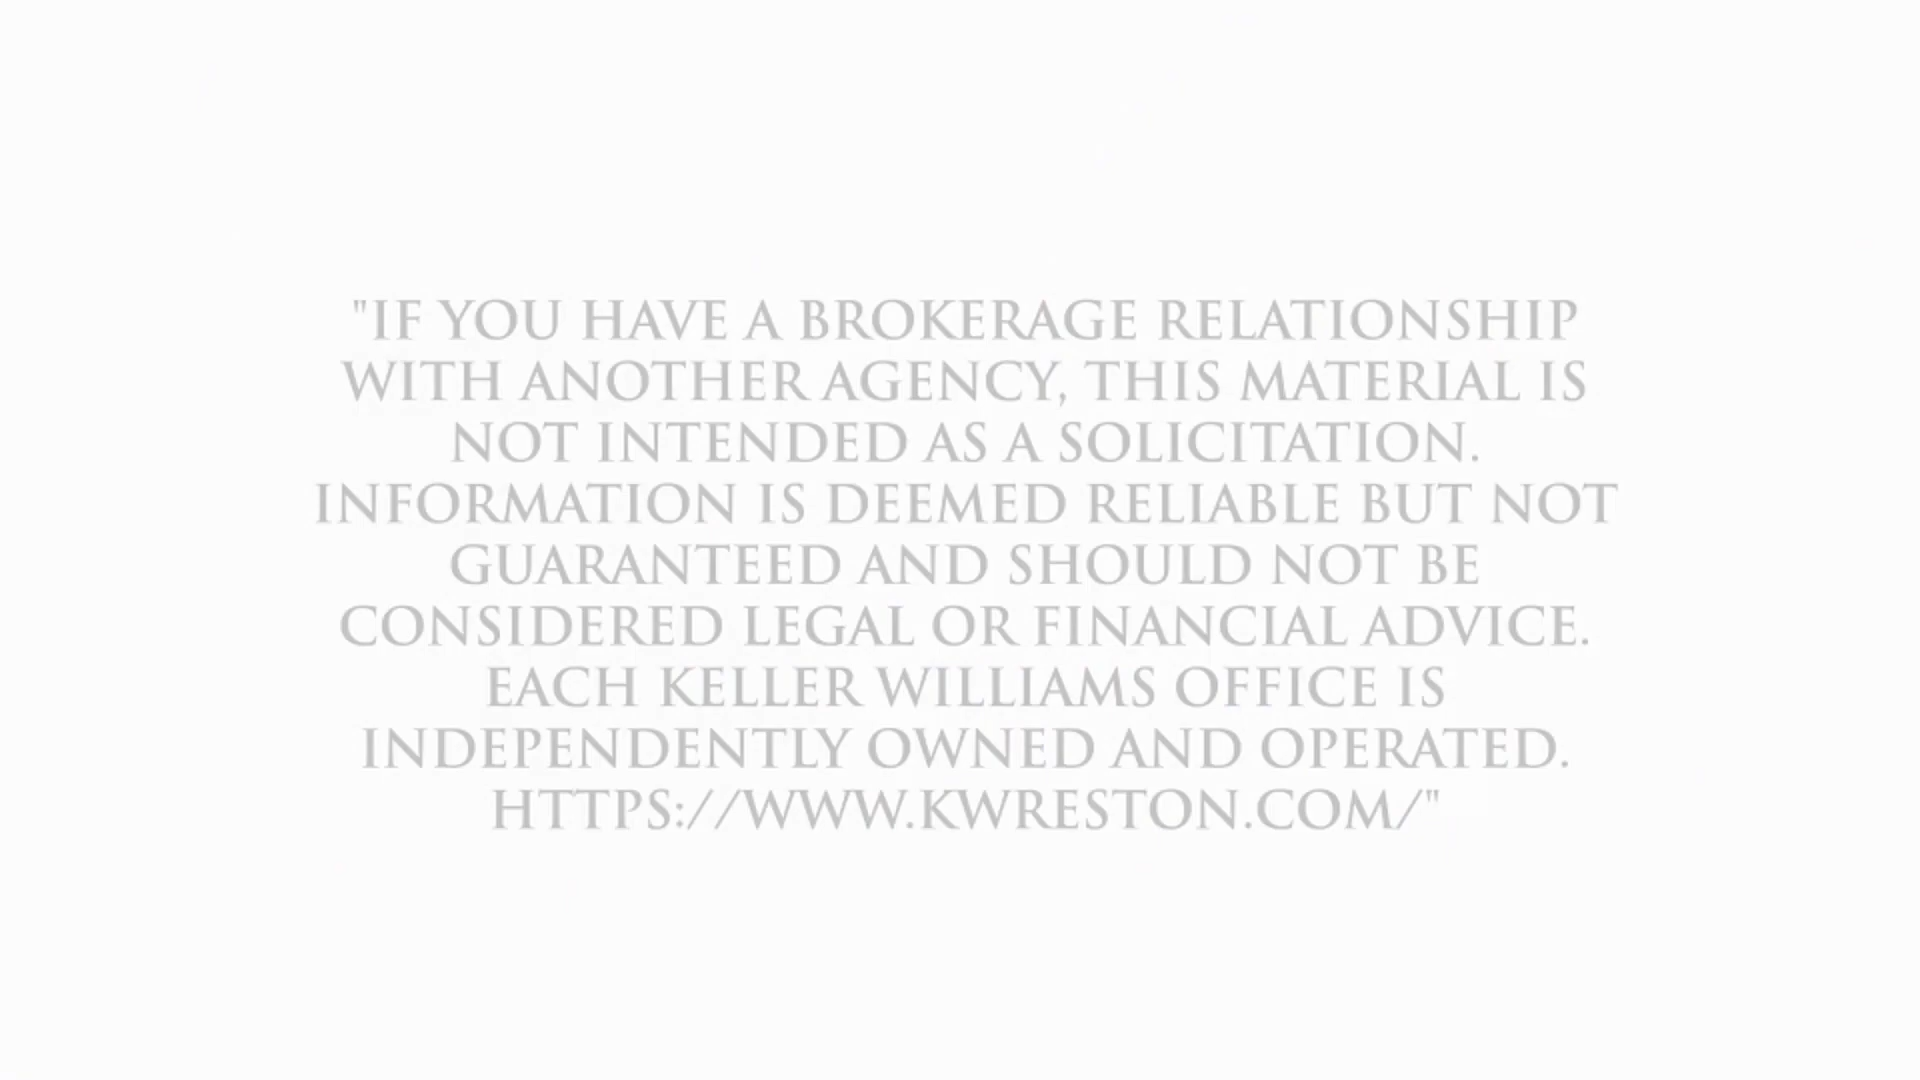 "IF YOU HAVE A BROKERAGE RELATIONSHIP
WITH ANOTHER AGENCY, THIS MATERIAL IS
NOT INTENDED AS A SOLICITATION.
INFORMATION IS DEEMED RELIABLE BUT NOT
GUARANTEED AND SHOULD NOT BE
CONSIDERED LEGAL OR FINANCIAL ADVICE.
EACH KELLER WILLIAMS OFFICE IS
INDEPENDENTLY OWNED AND OPERATED.
HTTPS://WWW.KWRESTON.COM/"